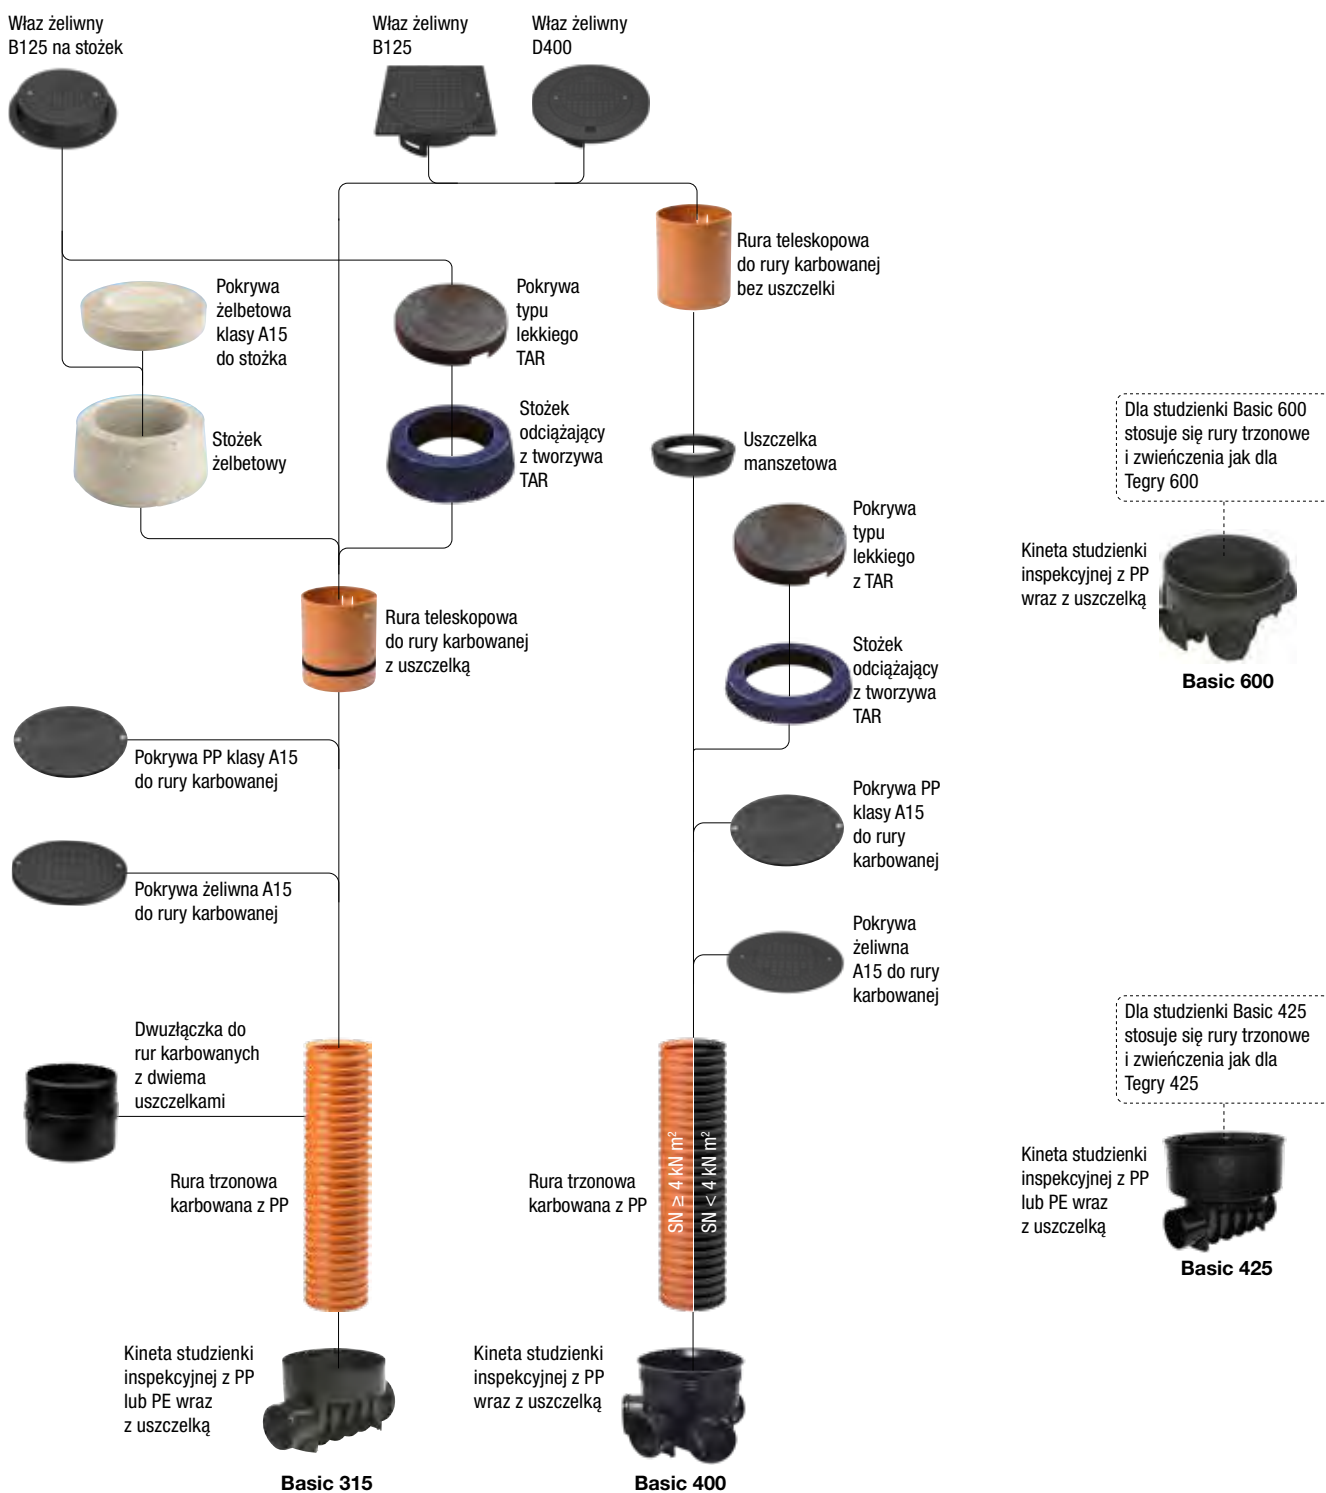 Właz żeliwny
B125 na stożek
Właz żeliwny
B125
Właz żeliwny
D400
Rura teleskopowa
do rury karbowanej
bez uszczelki
Pokrywa
żelbetowa
klasy A15
do stożka
Pokrywa
typu
lekkiego
TAR
Stożek
żelbetowy
Stożek
odciążający
z tworzywa
TAR
Uszczelka
manszetowa
Dla studzienki Basic 600
stosuje się rury trzonowe
i zwieńczenia jak dla
Tegry 600
Pokrywa
typu
lekkiego
z TAR
Kineta studzienki
inspekcyjnej z PP
wraz z uszczelką
Basic 600
Rura teleskopowa
do rury karbowanej
z uszczelką
Stożek
odciążający
z tworzywa
TAR
Pokrywa PP klasy A15
do rury karbowanej
Pokrywa PP
klasy A15
do rury
karbowanej
Pokrywa żeliwna A15
do rury karbowanej
Pokrywa
żeliwna
A15 do rury
karbowanej
Dwuzłączka do
rur karbowanych
z dwiema
uszczelkami
Dla studzienki Basic 425
stosuje się rury trzonowe
i zwieńczenia jak dla
Tegry 425
Rura trzonowa
karbowana z PP
Rura trzonowa
karbowana z PP
SN ≥ 4 kN m²
SN < 4 kN m²
Kineta studzienki
inspekcyjnej z PP
lub PE wraz
z uszczelką
Basic 425
Kineta studzienki
inspekcyjnej z PP
lub PE wraz
z uszczelką
Basic 315
Kineta studzienki
inspekcyjnej z PP
wraz z uszczelką
Basic 400